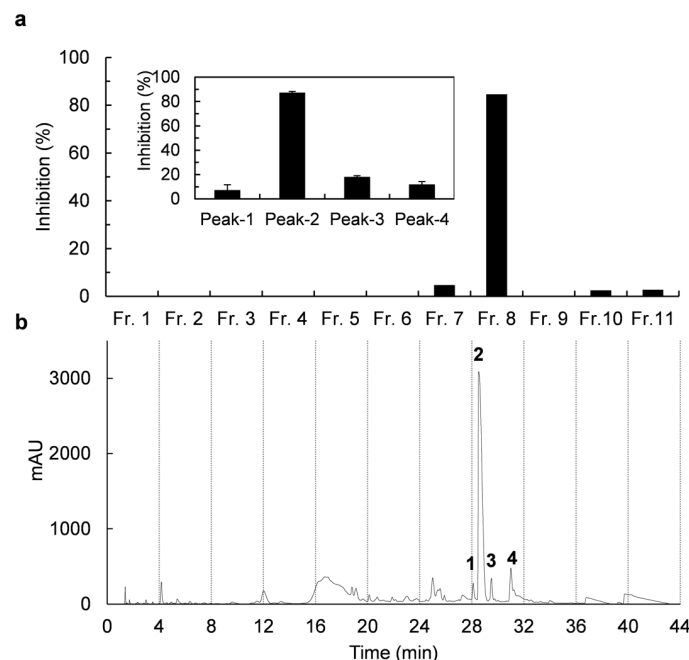 a
Inhibition (%)
100
80
60
40
20
0
Inhibition (%)
100
80
60
40
20
0
Peak-1 Peak-2 Peak-3 Peak-4
Fr. 1 Fr. 2 Fr. 3 Fr. 4 Fr. 5 Fr. 6 Fr. 7 Fr. 8 Fr. 9 Fr.10 Fr.11
b
mAU
3000
2000
1000
0
1
2
3
4
0 4 8 12 16 20 24 28 32 36 40 44
Time (min)